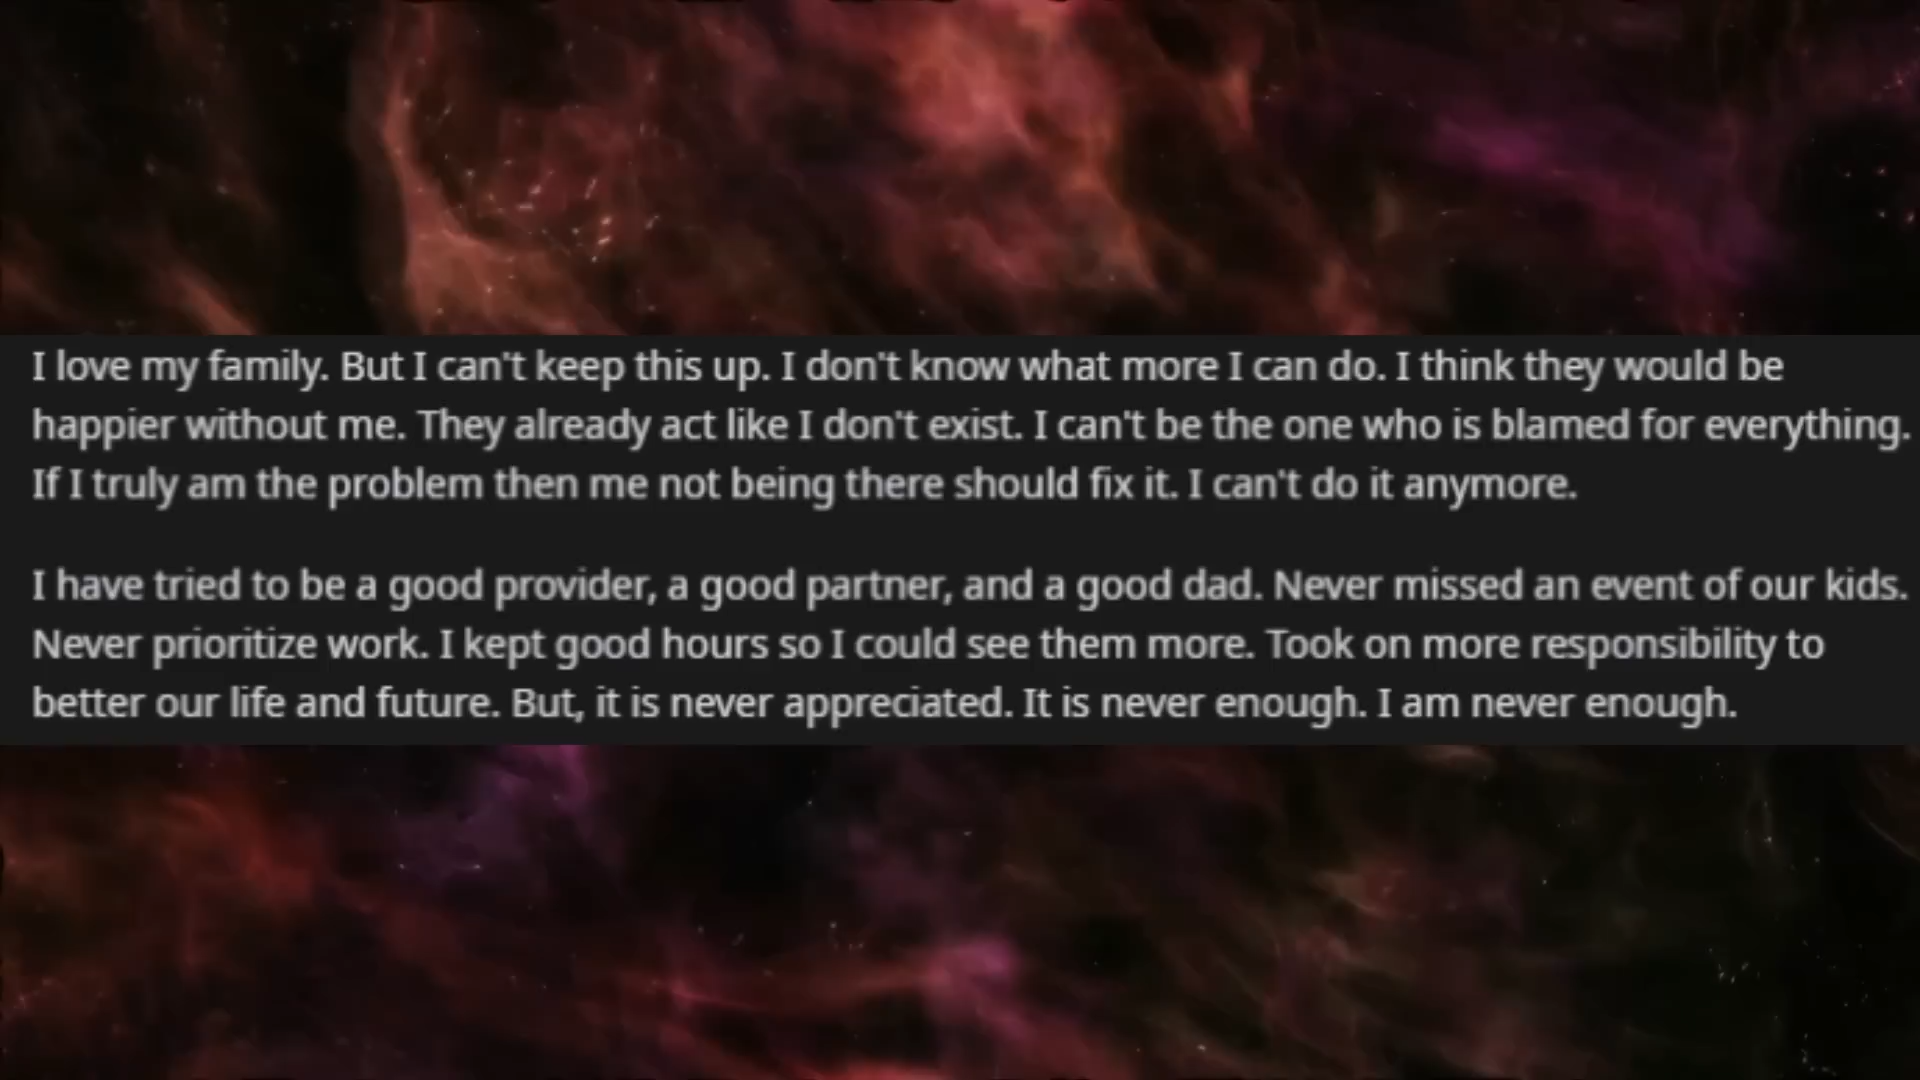 I love my family. But I can't keep this up. I don't know what more I can do. I think they would be
happier without me. They already act like I don't exist. I can't be the one who is blamed for everything.
If I truly am the problem then me not being there should fix it. I can't do it anymore.
I have tried to be a good provider, a good partner, and a good dad. Never missed an event of our kids.
Never prioritize work. I kept good hours so I could see them more. Took on more responsibility to
better our life and future. But, it is never appreciated. It is never enough. I am never enough.